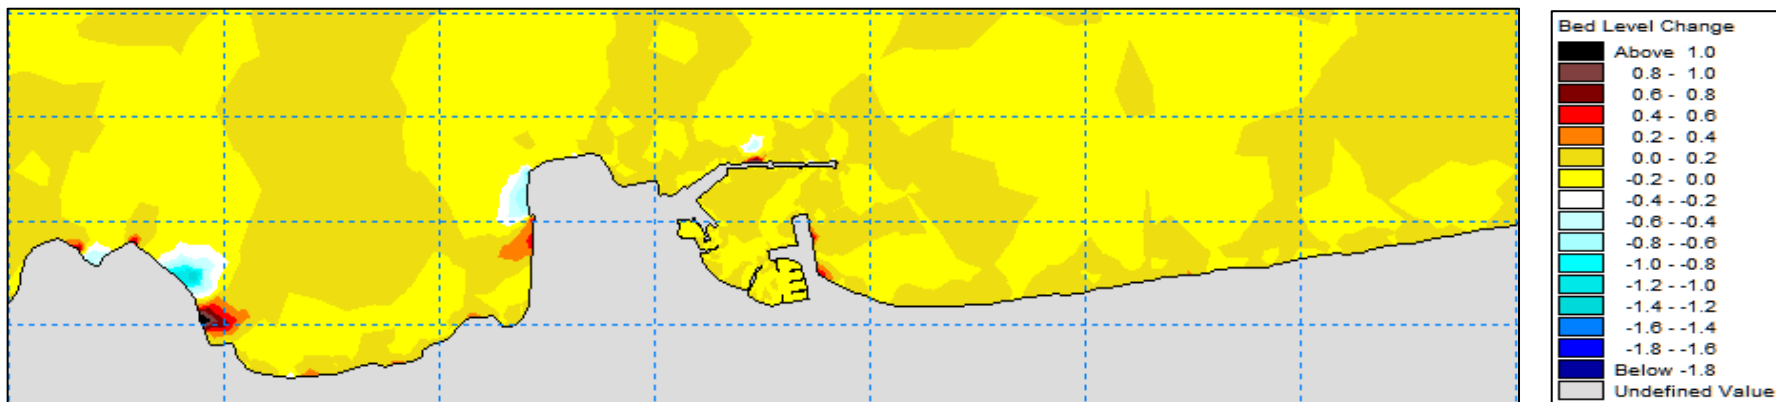 Bed Level Change
Above 1.0
0.8 - 1.0
0.6 - 0.8
0.4 - 0.6
0.2 - 0.4
0.0 - 0.2
-0.2 - 0.0
-0.4 - -0.2
-0.6 - -0.4
-0.8 - -0.6
-1.0 - -0.8
-1.2 - -1.0
-1.4 - -1.2
-1.6 - -1.4
-1.8 - -1.6
Below -1.8
Undefined Value